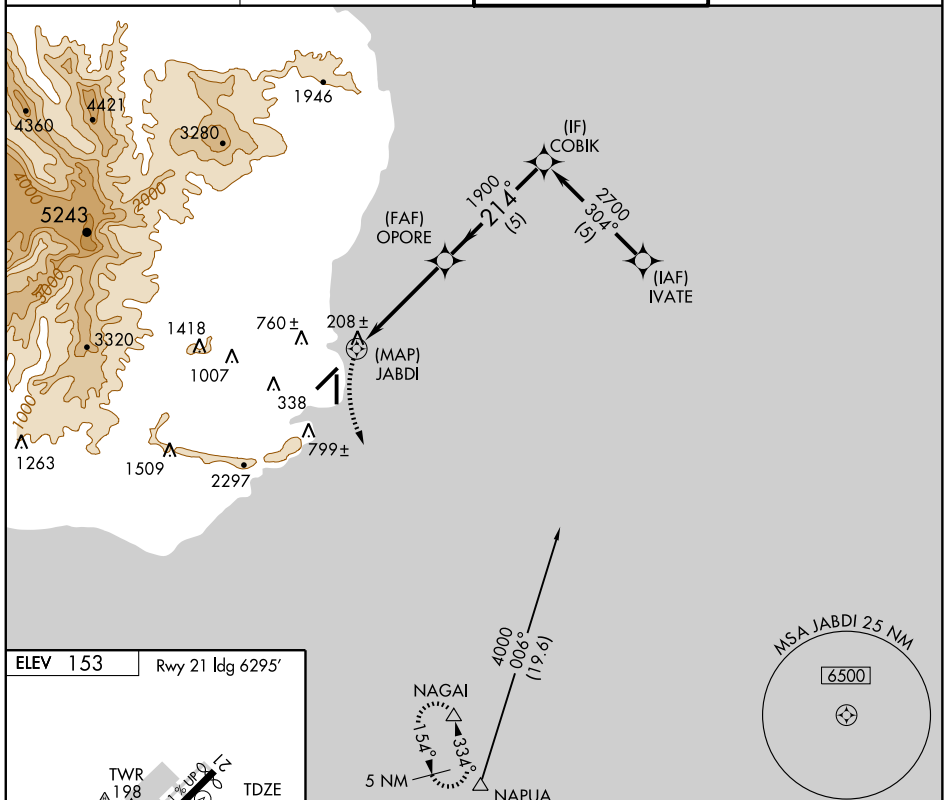 1946
4421
4360
3280
(IF)
COBIK
4000
2000
1900
214°
(5)
2700
304°
(5)
5243
(FAF)
OPORE
(IAF)
IVATE
3000
3320
1418
760 ±
208 ±
1007
(MAP)
JABDI
338
1000
1263
1509
2297
799 ±
4000
006°
(19.6)
MSA JABDI 25 NM
6500
ELEV 153
Rwy 21 ldg 6295'
NAGAI
154°
334°
5 NM
NAPUA
TWR
198
1% UP
21
TDZE